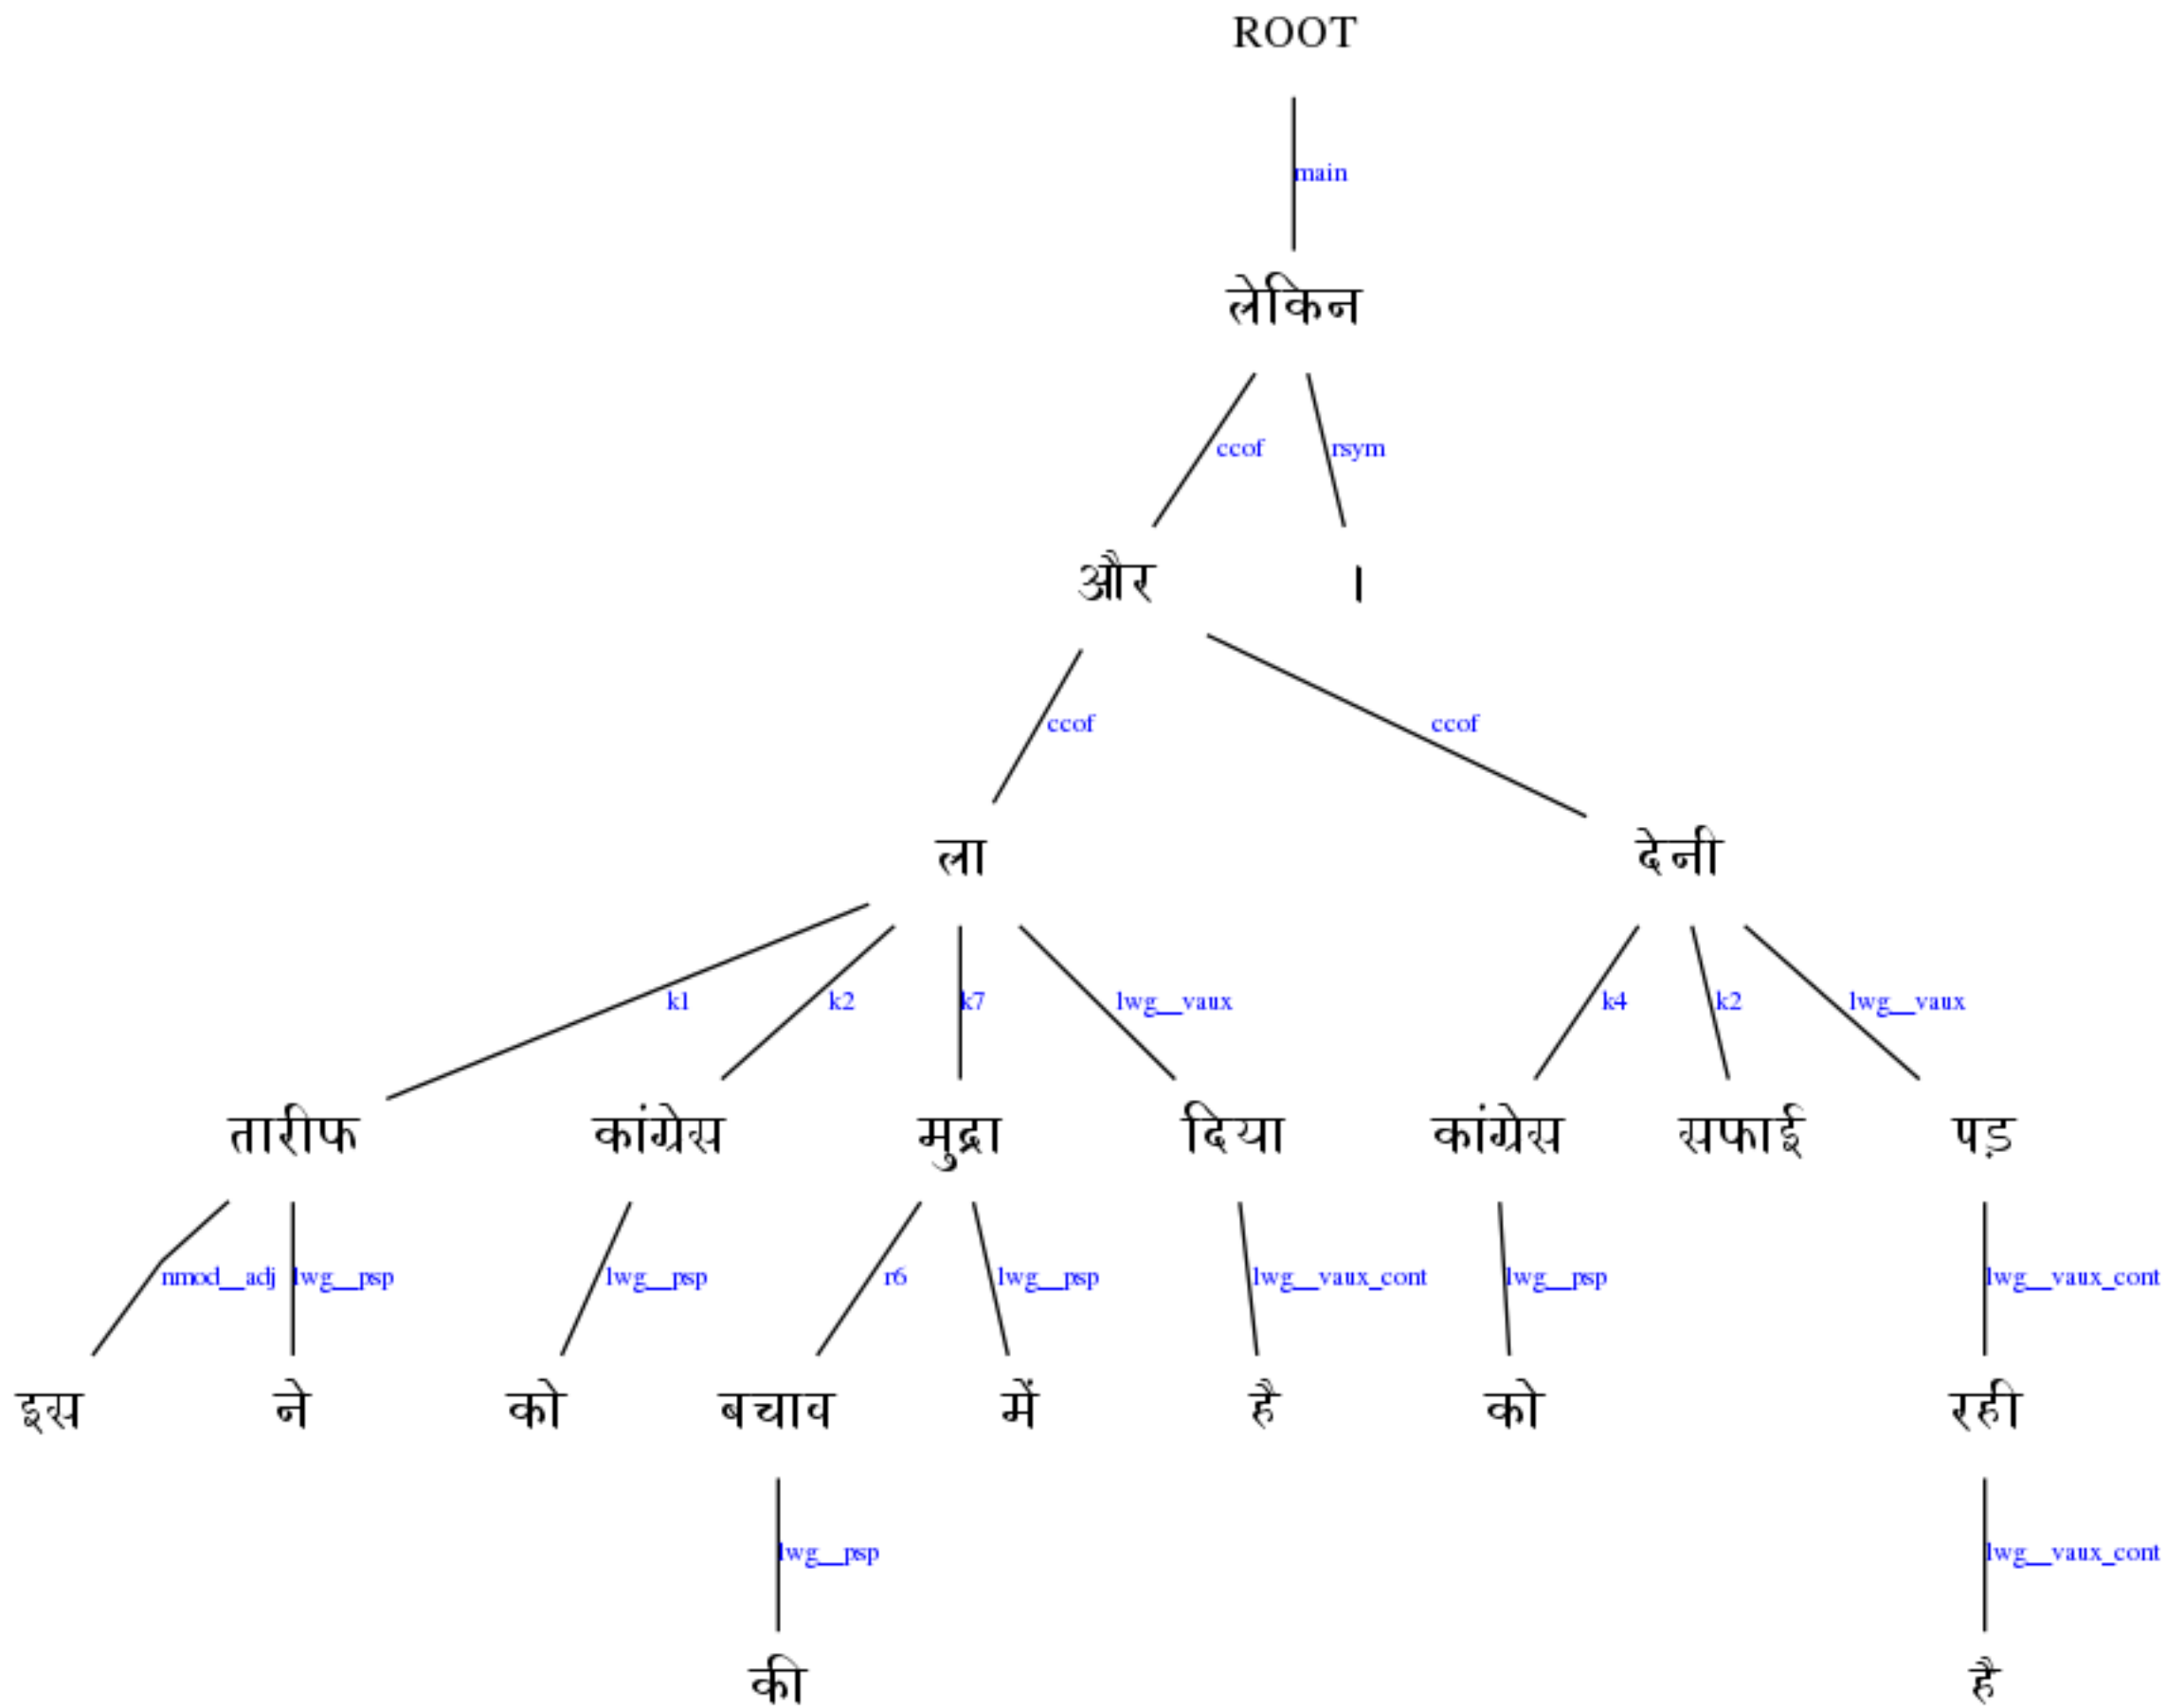 ROOT
main
लेकिन
ccof rsym
और ।
ccof ccof
ला देनी
k1 k2 k7 lwg__vaux k4 k2 lwg__vaux
तारीफ कांग्रेस मुद्रा दिया कांग्रेस सफाई पड़
nmod__adj lwg__psp lwg__psp r6 lwg__psp lwg__vaux_cont lwg__psp lwg__vaux_cont
इस ने को बचाव में है को रही
lwg__psp lwg__vaux_cont
की है